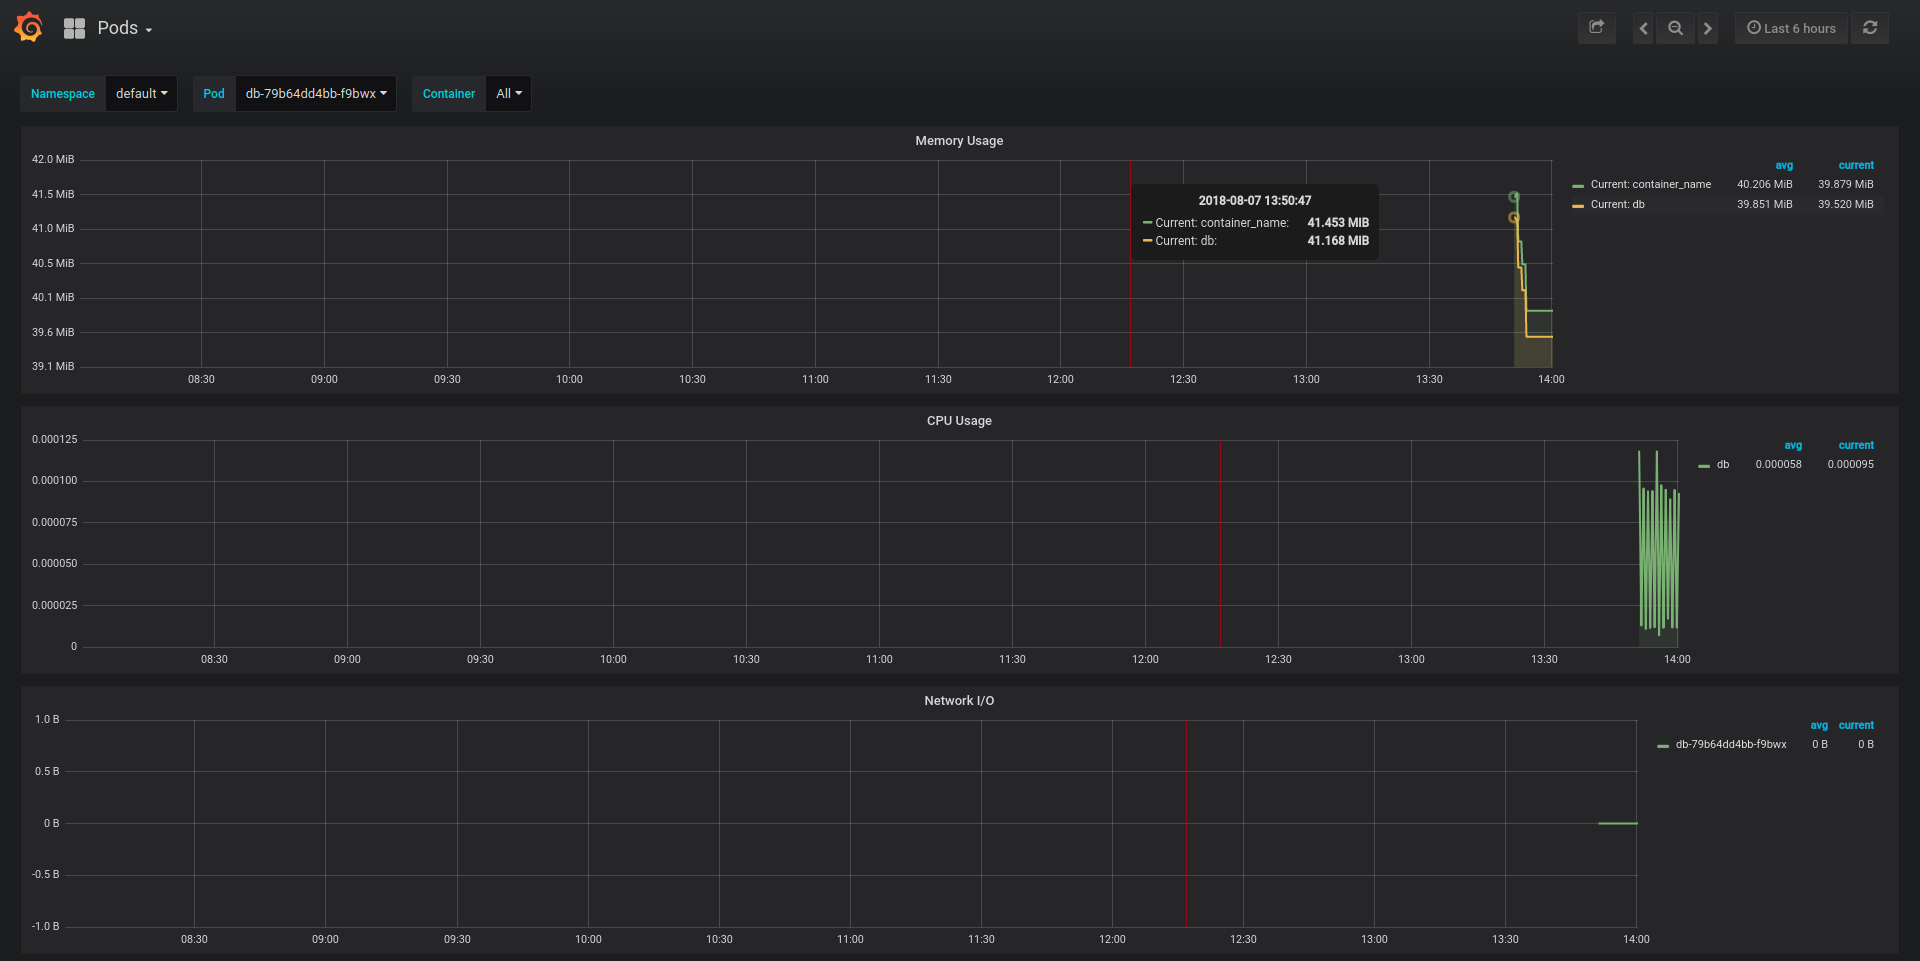 Pods
Last 6 hours
Namespace default Pod db-79b64dd4bb-f9bwx Container All
Memory Usage
42.0 MiB
41.5 MiB
41.0 MiB
40.5 MiB
40.1 MiB
39.6 MiB
39.1 MiB
08:30 09:00 09:30 10:00 10:30 11:00 11:30 12:00 12:30 13:00 13:30 14:00
2018-08-07 13:50:47
Current: container_name: 41.453 MIB
Current: db: 41.168 MIB
avg current
Current: container_name 40.206 MiB 39.879 MiB
Current: db 39.851 MiB 39.520 MiB
CPU Usage
0.000125
0.000100
0.000075
0.000050
0.000025
0
08:30 09:00 09:30 10:00 10:30 11:00 11:30 12:00 12:30 13:00 13:30 14:00
avg current
db 0.000058 0.000095
Network I/O
1.0 B
0.5 B
0 B
-0.5 B
-1.0 B
08:30 09:00 09:30 10:00 10:30 11:00 11:30 12:00 12:30 13:00 13:30 14:00
avg current
db-79b64dd4bb-f9bwx 0 B 0 B